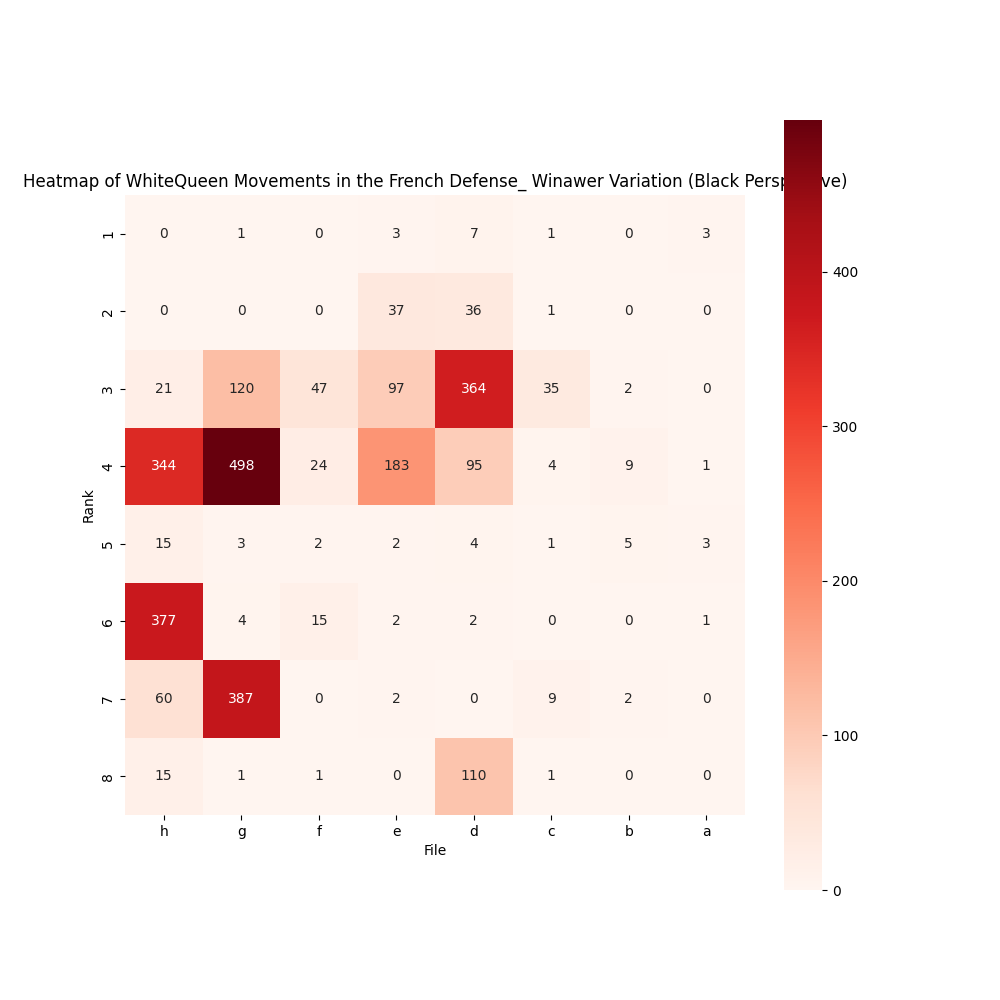 Heatmap of WhiteQueen Movements in the French Defense_ Winawer Variation (Black Perspective)
1 0 1 0 3 7 1 0 3
2 0 0 0 37 36 1 0 0
3 21 120 47 97 364 35 2 0
4 344 498 24 183 95 4 9 1
5 15 3 2 2 4 1 5 3
6 377 4 15 2 2 0 0 1
7 60 387 0 2 0 9 2 0
8 15 1 1 0 110 1 0 0
h g f e d c b a
File
Rank
400
300
200
100
0